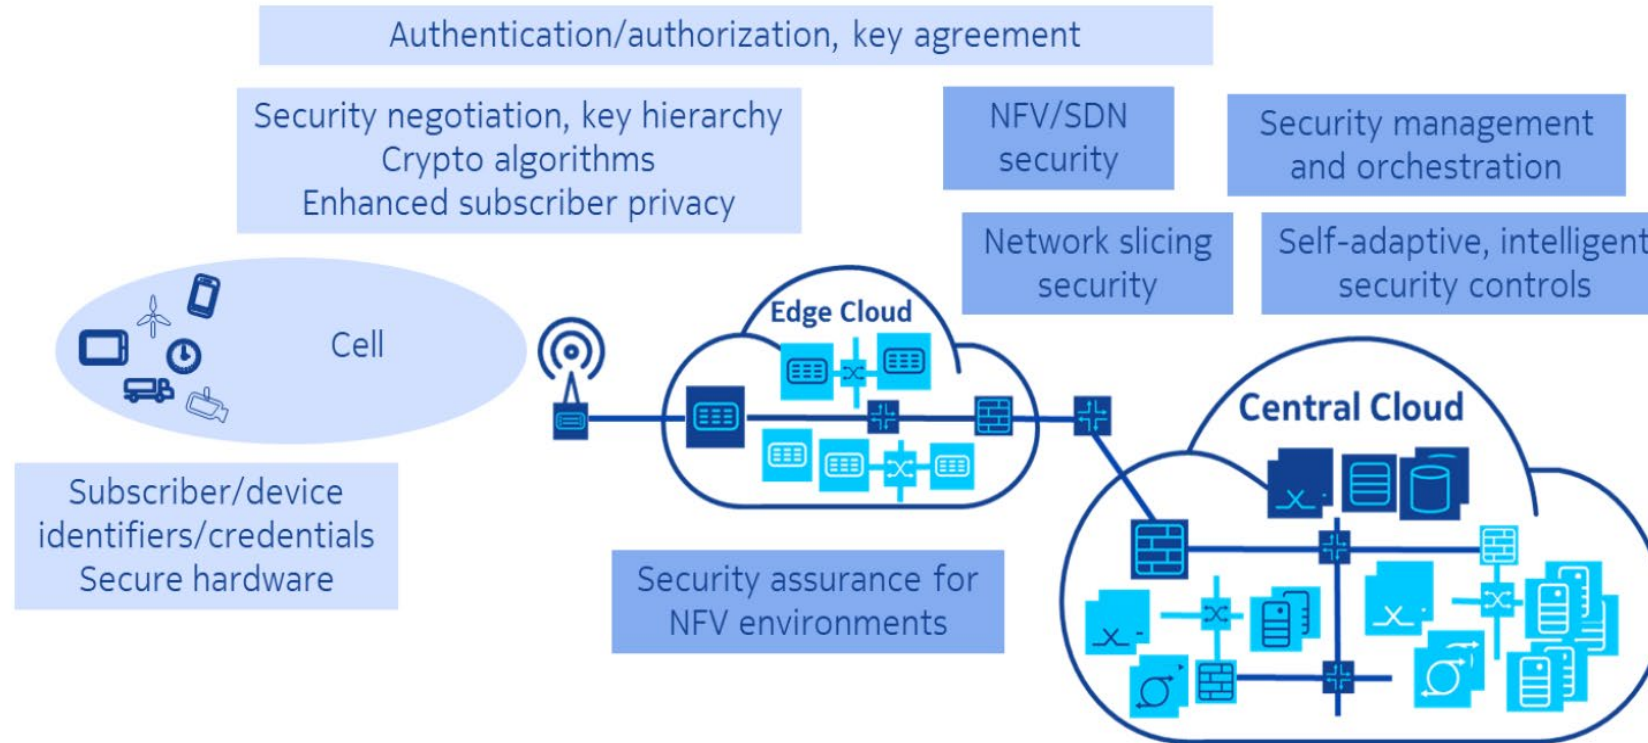 Authentication/authorization, key agreement
Security negotiation, key hierarchy
Crypto algorithms
Enhanced subscriber privacy
NFV/SDN
security
Security management
and orchestration
Network slicing
security
Self-adaptive, intelligent
security controls
Cell
Edge Cloud
Central Cloud
Subscriber/device
identifiers/credentials
Secure hardware
Security assurance for
NFV environments